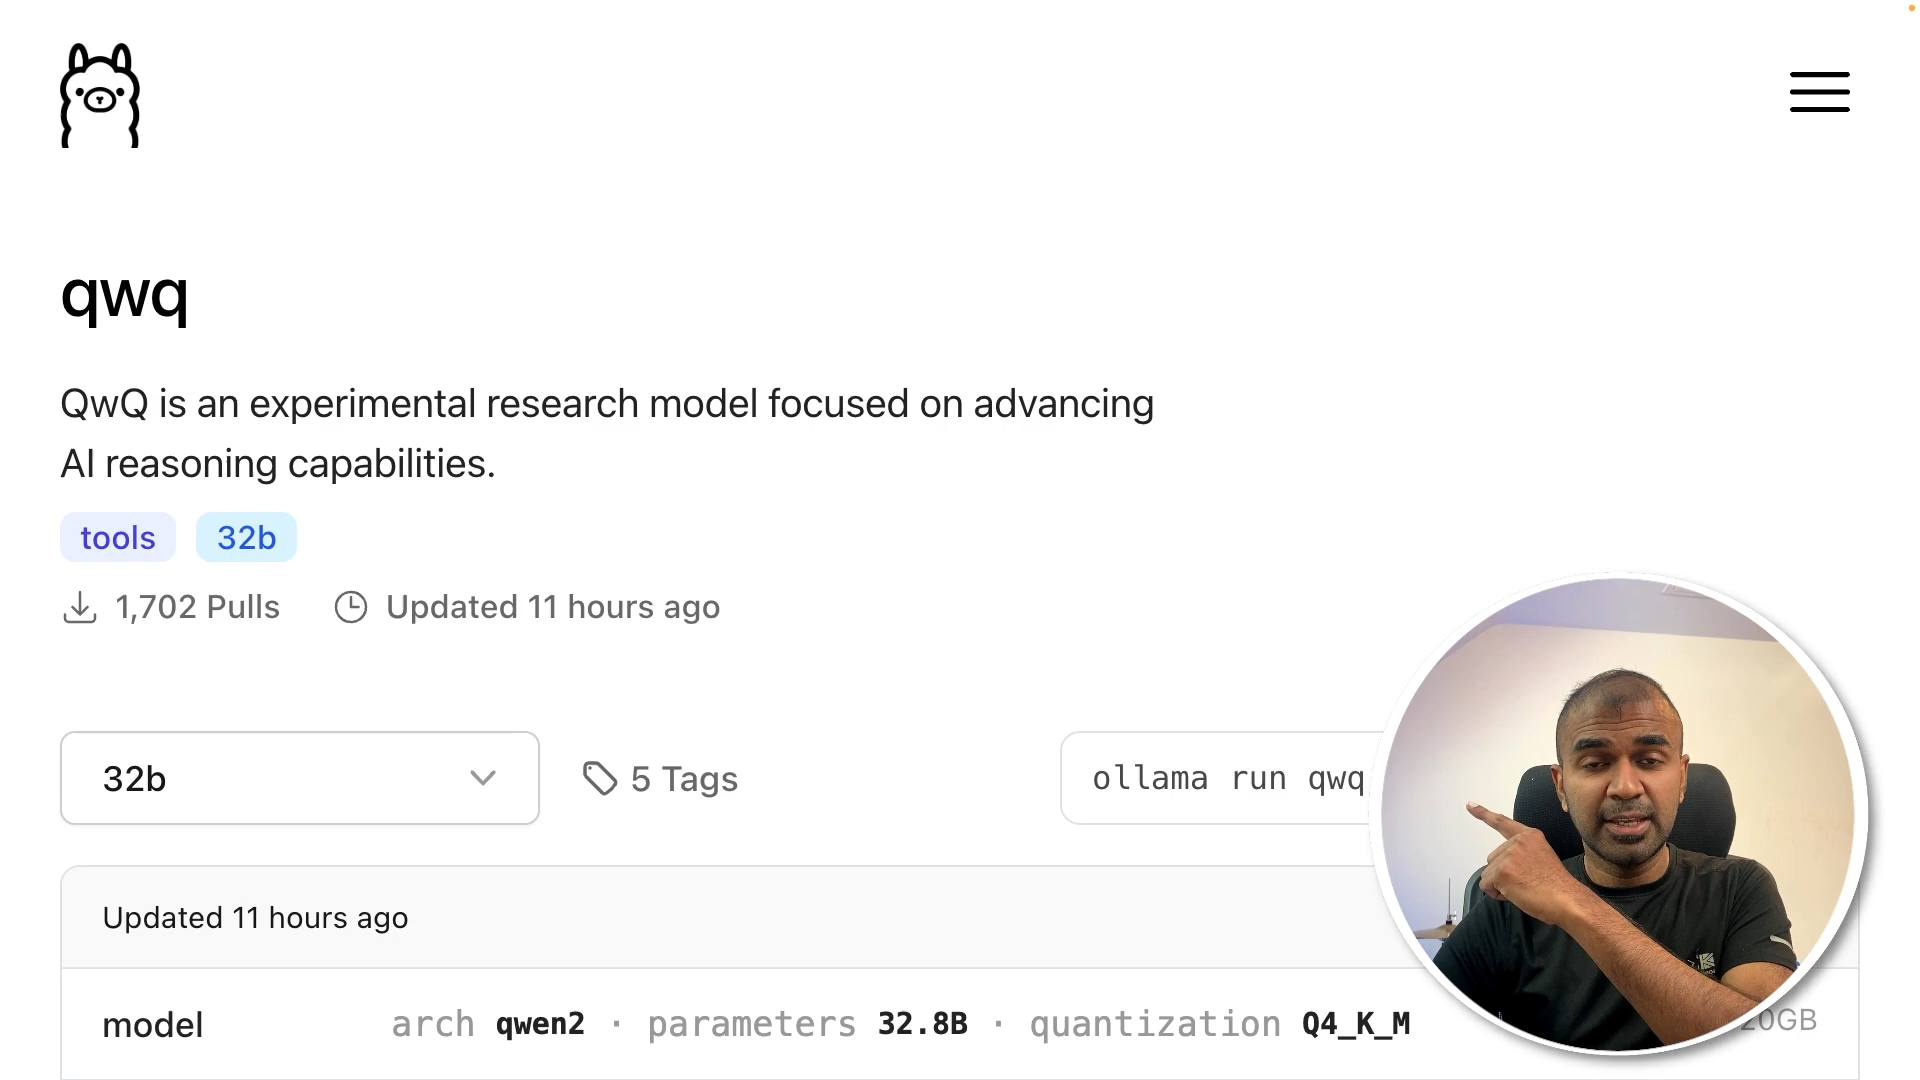 qwq
QwQ is an experimental research model focused on advancing
AI reasoning capabilities.
tools 32b
1,702 Pulls Updated 11 hours ago
32b 5 Tags ollama run qwq
Updated 11 hours ago
model arch qwen2 · parameters 32.8B · quantization Q4_K_M 20GB